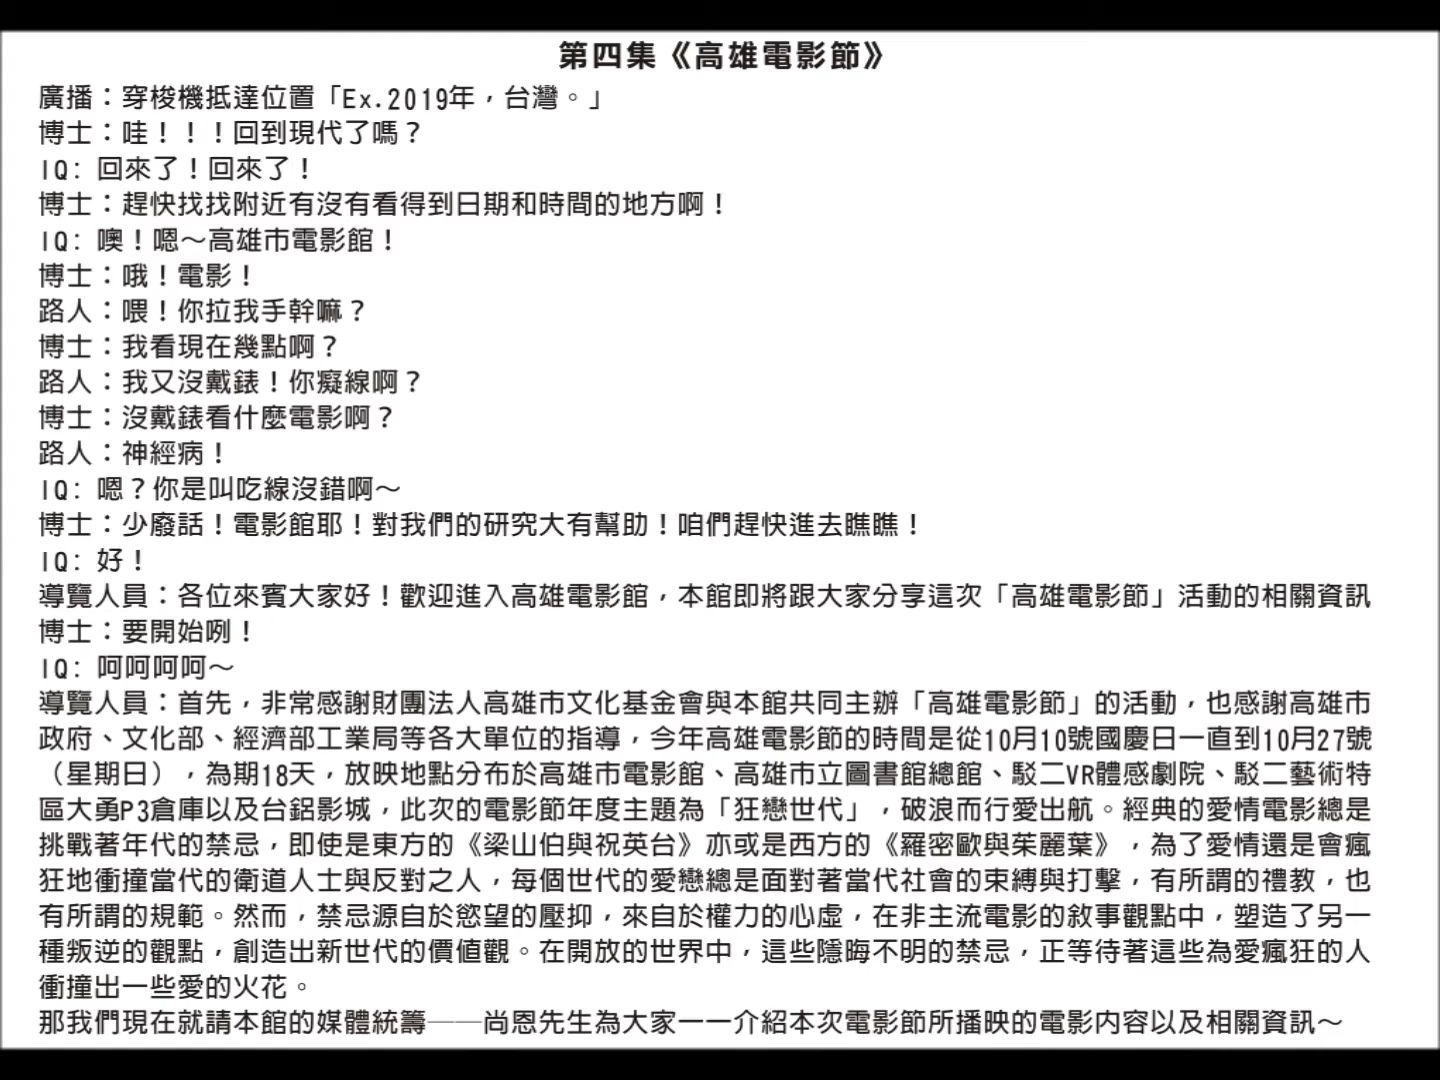 第四集《高雄電影節》
廣播：穿梭機抵達位置「Ex.2019年，台灣。」
博士：哇！！！回到現代了嗎？
IQ：回來了！回來了！
博士：趕快找找附近有沒有看得到日期和時間的地方啊！
IQ：噢！嗯～高雄市電影館！
博士：哦！電影！
路人：喂！你拉我手幹嘛？
博士：我看現在幾點啊？
路人：我又沒戴錶！你癡線啊？
博士：沒戴錶看什麼電影啊？
路人：神經病！
IQ：嗯？你是叫吃線沒錯啊～
博士：少廢話！電影館耶！對我們的研究大有幫助！咱們趕快進去瞧瞧！
IQ：好！
導覽人員：各位來賓大家好！歡迎進入高雄電影館，本館即將跟大家分享這次「高雄電影節」活動的相關資訊
博士：要開始咧！
IQ：呵呵呵呵～
導覽人員：首先，非常感謝財團法人高雄市文化基金會與本館共同主辦「高雄電影節」的活動，也感謝高雄市
政府、文化部、經濟部工業局等各大單位的指導，今年高雄電影節的時間是從10月10號國慶日一直到10月27號
（星期日），為期18天，放映地點分布於高雄市電影館、高雄市立圖書館總館、駁二VR體感劇院、駁二藝術特
區大勇P3倉庫以及台鋁影城，此次的電影節年度主題為「狂戀世代」，破浪而行愛出航。經典的愛情電影總是
挑戰著年代的禁忌，即使是東方的《梁山伯與祝英台》亦或是西方的《羅密歐與茱麗葉》，為了愛情還是會瘋
狂地衝撞當代的衛道人士與反對之人，每個世代的愛戀總是面對著當代社會的束縛與打擊，有所謂的禮教，也
有所謂的規範。然而，禁忌源自於慾望的壓抑，來自於權力的心虛，在非主流電影的敘事觀點中，塑造了另一
種叛逆的觀點，創造出新世代的價值觀。在開放的世界中，這些隱晦不明的禁忌，正等待著這些為愛瘋狂的人
衝撞出一些愛的火花。
那我們現在就請本館的媒體統籌——尚恩先生為大家一一介紹本次電影節所播映的電影內容以及相關資訊～